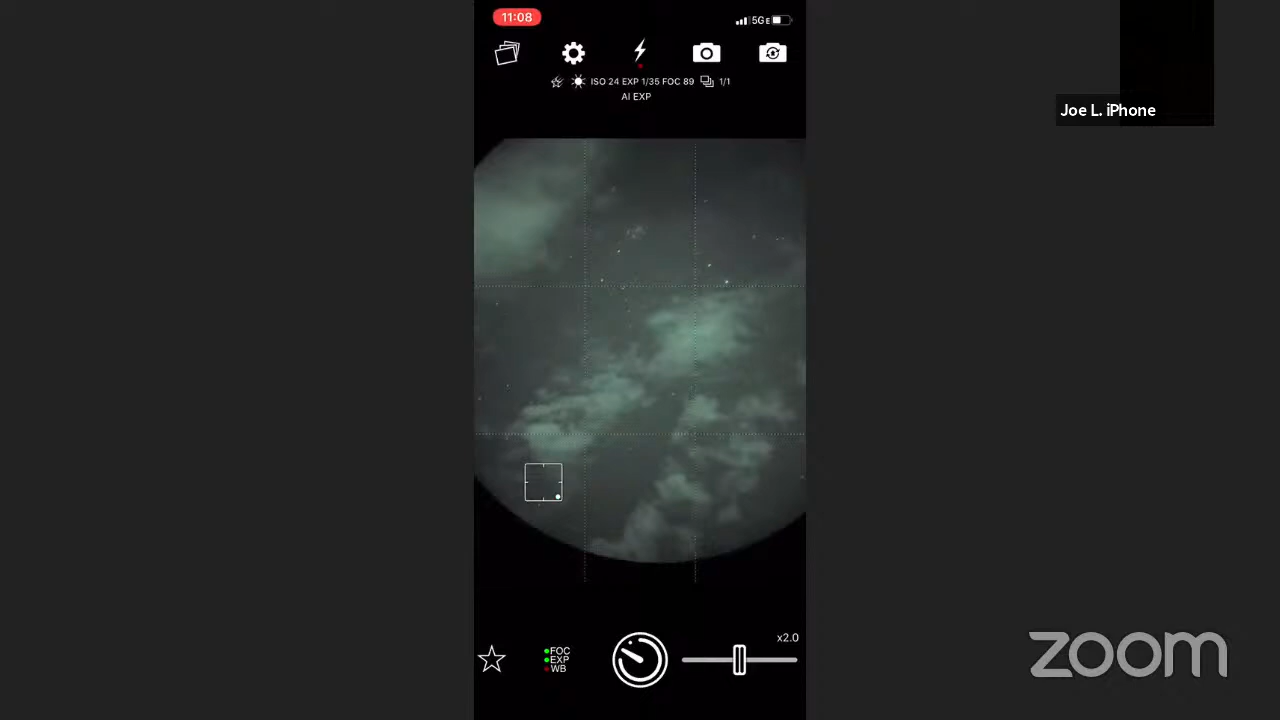 11:08
5GE
ISO 24 EXP 1/35 FOC 89 1/1
AI EXP
Joe L. iPhone
x2.0
FOC
EXP
WB
zoom